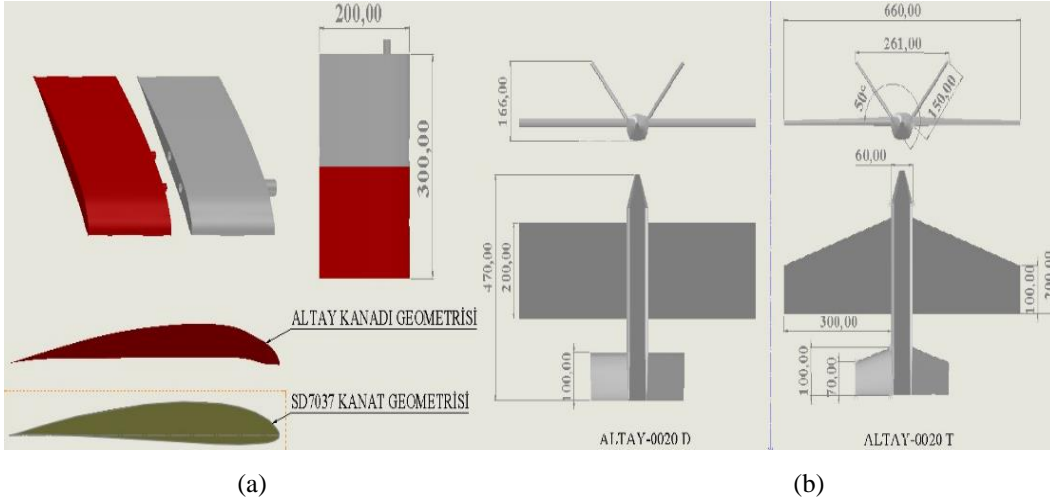 200,00
300,00
ALTAY KANADI GEOMETRİSİ
SD7037 KANAT GEOMETRİSİ
166,00
470,00
200,00
100,00
ALTAY-0020 D
660,00
261,00
50°
150,00
60,00
300,00
100,00
200,00
100,00
70,00
ALTAY-0020 T
(a)
(b)